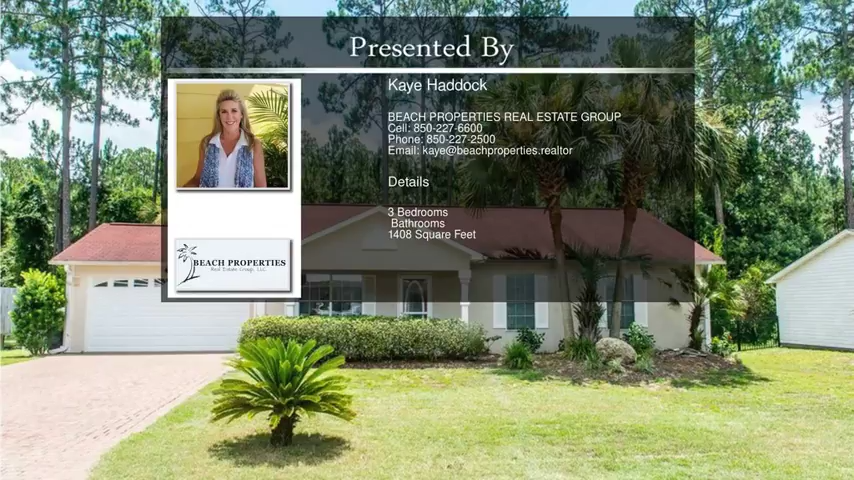 Presented By
Kaye Haddock
BEACH PROPERTIES REAL ESTATE GROUP
Cell: 850-227-6600
Phone: 850-227-2500
Email: kaye@beachproperties.realtor
Details
3 Bedrooms
Bathrooms
1408 Square Feet
BEACH PROPERTIES
Real Estate Group, LLC